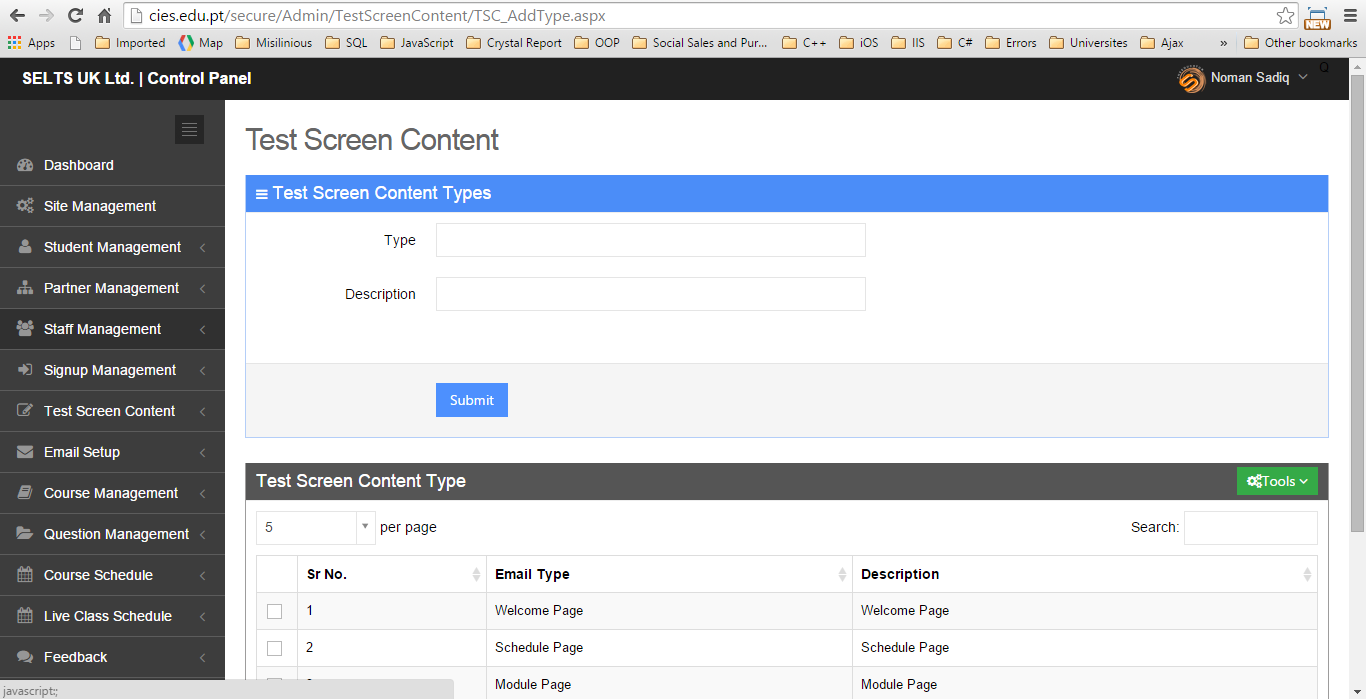 cies.edu.pt/secure/Admin/TestScreenContent/TSC_AddType.aspx
NEW
Apps Imported Map Misilinious SQL JavaScript Crystal Report OOP Social Sales and Pur... C++ iOS IIS C# Errors Universites Ajax » Other bookmarks
SELTS UK Ltd. | Control Panel
Noman Sadiq
Q
Dashboard
Site Management
Student Management
Partner Management
Staff Management
Signup Management
Test Screen Content
Email Setup
Course Management
Question Management
Course Schedule
Live Class Schedule
Feedback
javascript:;
Test Screen Content
Test Screen Content Types
Type
Description
Submit
Test Screen Content Type
Tools
5 per page
Search:
Sr No. Email Type Description
1 Welcome Page Welcome Page
2 Schedule Page Schedule Page
Module Page Module Page